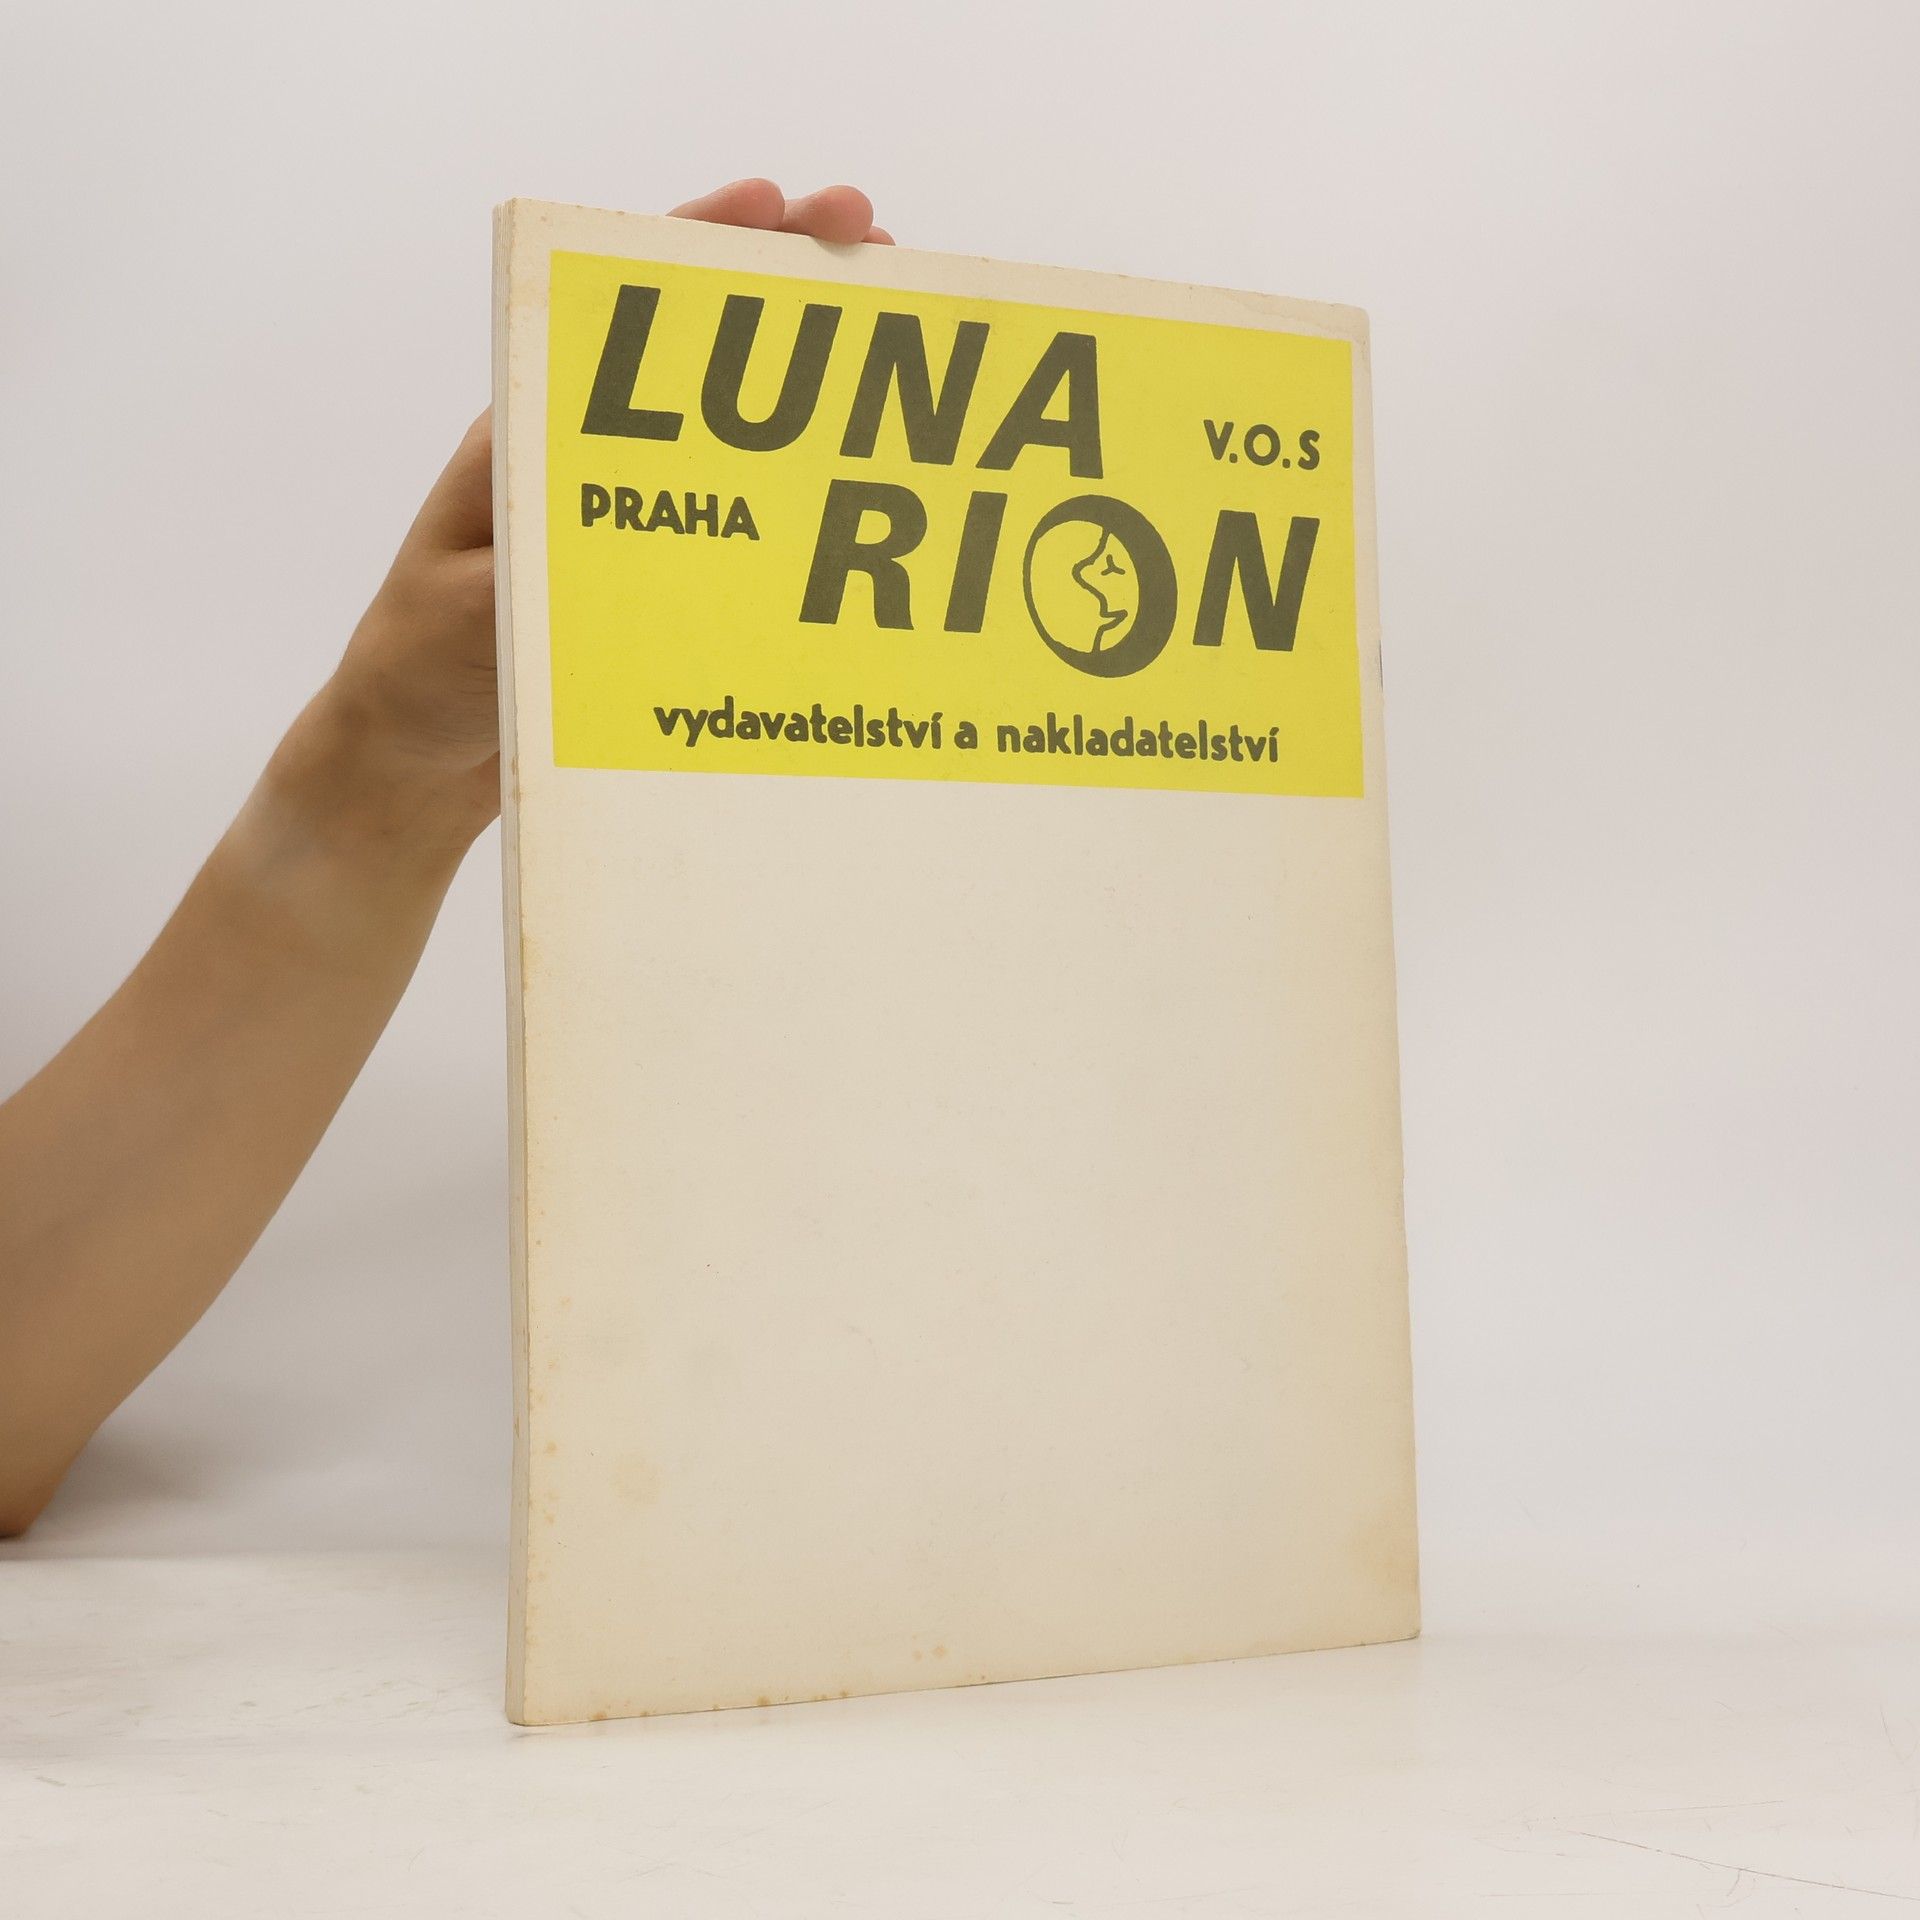 LUNA
V.O.S
PRAHA
RION
vydavatelství a nakladatelství